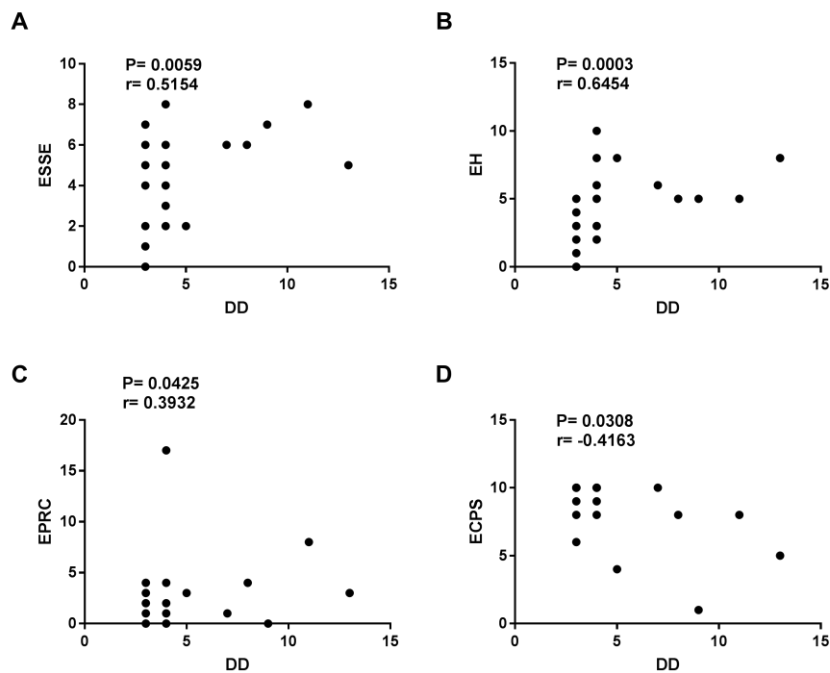 A
P= 0.0059
r= 0.5154
10
8
6
4
2
0
ESSE
0
5
10
15
DD
B
P= 0.0003
r= 0.6454
15
10
5
0
EH
0
5
10
15
DD
C
P= 0.0425
r= 0.3932
20
15
10
5
0
EPRC
0
5
10
15
DD
D
P= 0.0308
r= -0.4163
15
10
5
0
ECPS
0
5
10
15
DD